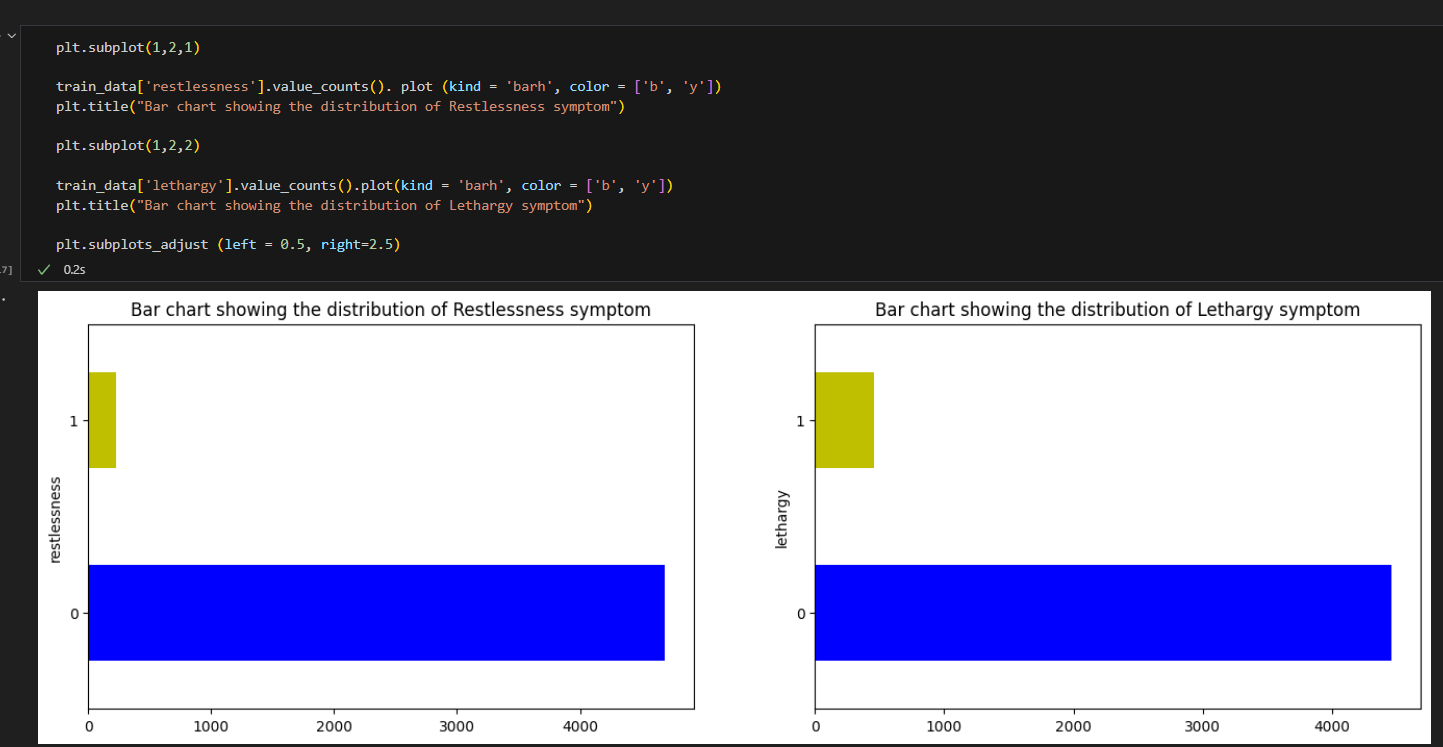 plt.subplot(1,2,1)
train_data['restlessness'].value_counts(). plot (kind = 'barh', color = ['b', 'y'])
plt.title("Bar chart showing the distribution of Restlessness symptom")
plt.subplot(1,2,2)
train_data['lethargy'].value_counts().plot(kind = 'barh', color = ['b', 'y'])
plt.title("Bar chart showing the distribution of Lethargy symptom")
plt.subplots_adjust (left = 0.5, right=2.5)
7]
0.2s
Bar chart showing the distribution of Restlessness symptom
1
restlessness
0
0 1000 2000 3000 4000
Bar chart showing the distribution of Lethargy symptom
1
lethargy
0
0 1000 2000 3000 4000